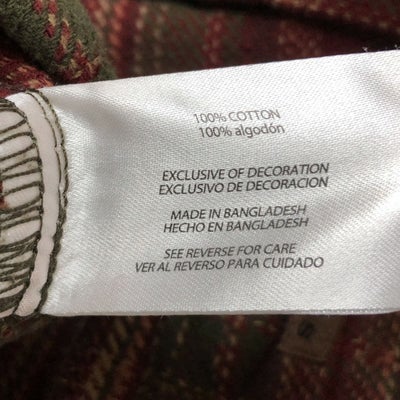 100% COTTON
100% algodón
EXCLUSIVE OF DECORATION
EXCLUSIVO DE DECORACION
MADE IN BANGLADESH
HECHO EN BANGLADESH
SEE REVERSE FOR CARE
VER AL REVERSO PARA CUIDADO